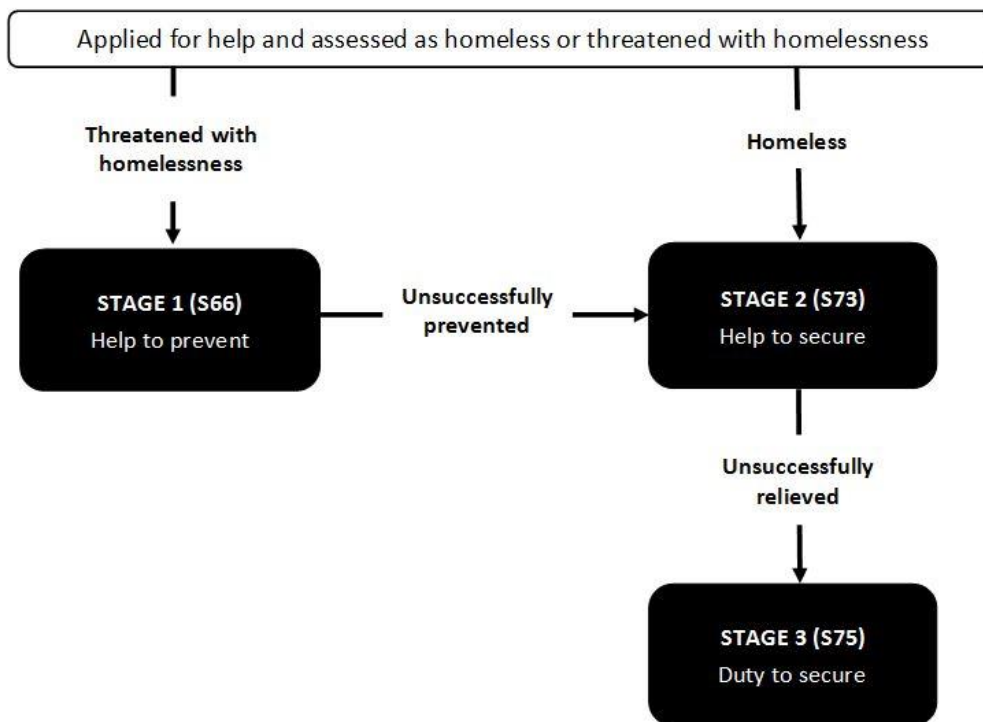 Applied for help and assessed as homeless or threatened with homelessness
Threatened with
homelessness
Homeless
STAGE 1 (S66)
Help to prevent
Unsuccessfully
prevented
STAGE 2 (S73)
Help to secure
Unsuccessfully
relieved
STAGE 3 (S75)
Duty to secure